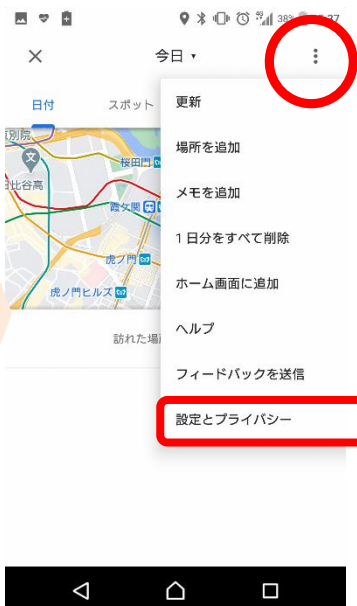 38%
今日
日付
スポット
更新
場所を追加
メモを追加
1日分をすべて削除
ホーム画面に追加
ヘルプ
フィードバックを送信
設定とプライバシー
桜田門
日比谷高
霞ケ関
虎ノ門
虎ノ門ヒルズ
訪れた場